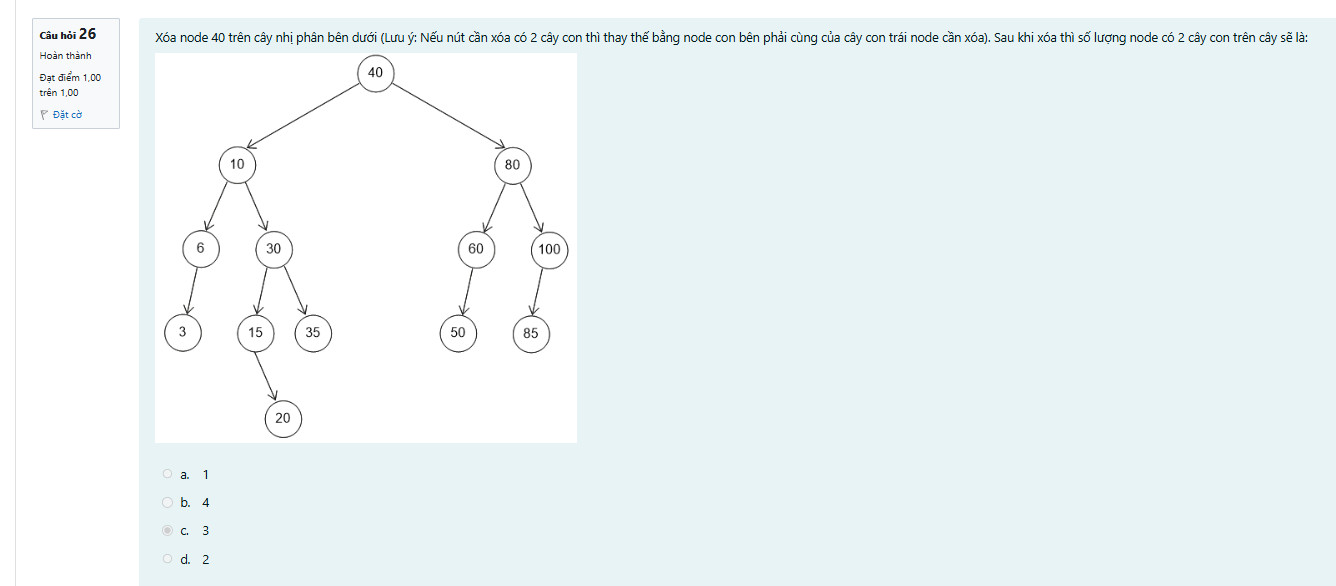 Câu hỏi 26
Hoàn thành
Đạt điểm 1,00
trên 1,00
Đặt cờ
Xóa node 40 trên cây nhị phân bên dưới (Lưu ý: Nếu nút cần xóa có 2 cây con thì thay thế bằng node con bên phải cùng của cây con trái node cần xóa). Sau khi xóa thì số lượng node có 2 cây con trên cây sẽ là:
40
10 80
6 30 60 100
3 15 35 50 85
20
a. 1
b. 4
c. 3
d. 2